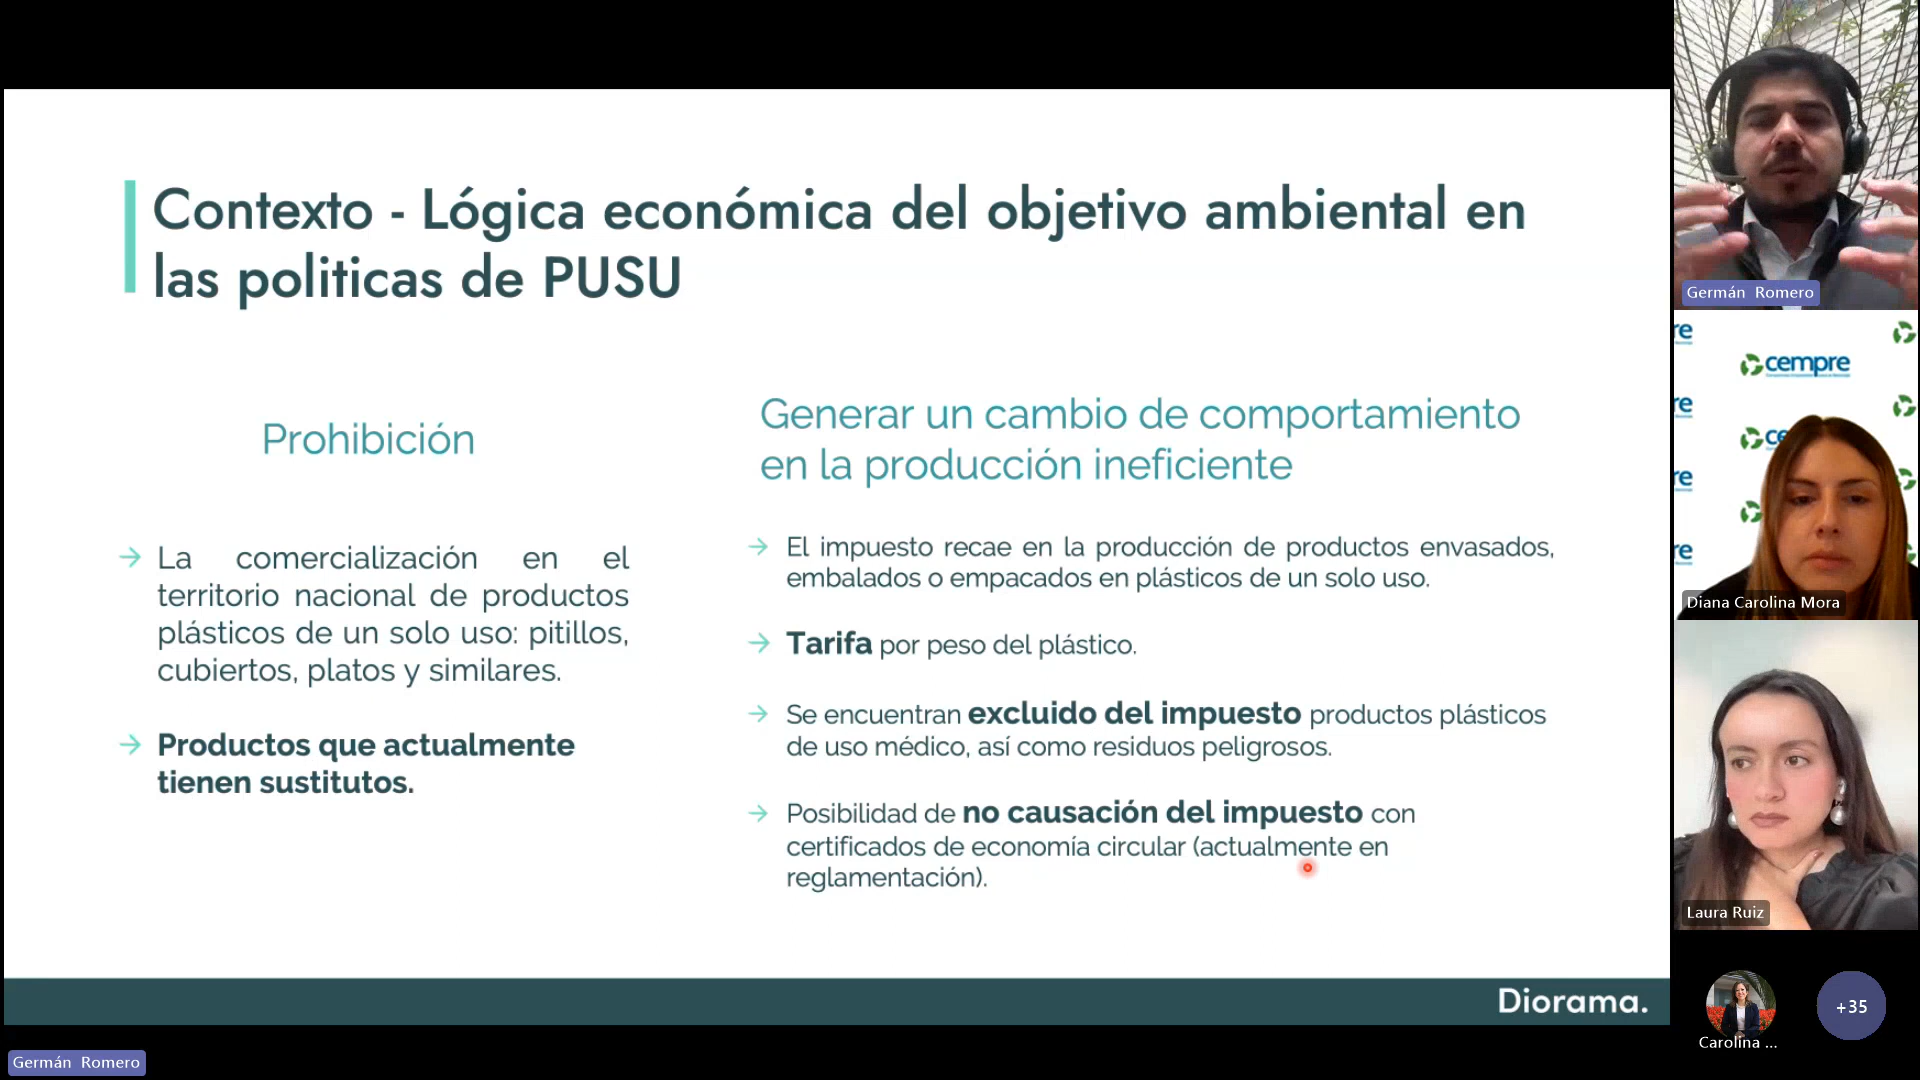 Contexto - Lógica económica del objetivo ambiental en
las politicas de PUSU
Prohibición
La comercialización en el
territorio nacional de productos
plásticos de un solo uso: pitillos,
cubiertos, platos y similares.
Productos que actualmente
tienen sustitutos.
Generar un cambio de comportamiento
en la producción ineficiente
El impuesto recae en la producción de productos envasados,
embalados o empacados en plásticos de un solo uso.
Tarifa por peso del plástico.
Se encuentran excluido del impuesto productos plásticos
de uso médico, así como residuos peligrosos.
Posibilidad de no causación del impuesto con
certificados de economía circular (actualmente en
reglamentación).
Diorama.
Germán Romero
Germán Romero
re
cempre
re
ce
re
re
Diana Carolina Mora
Laura Ruiz
Carolina ...
+35